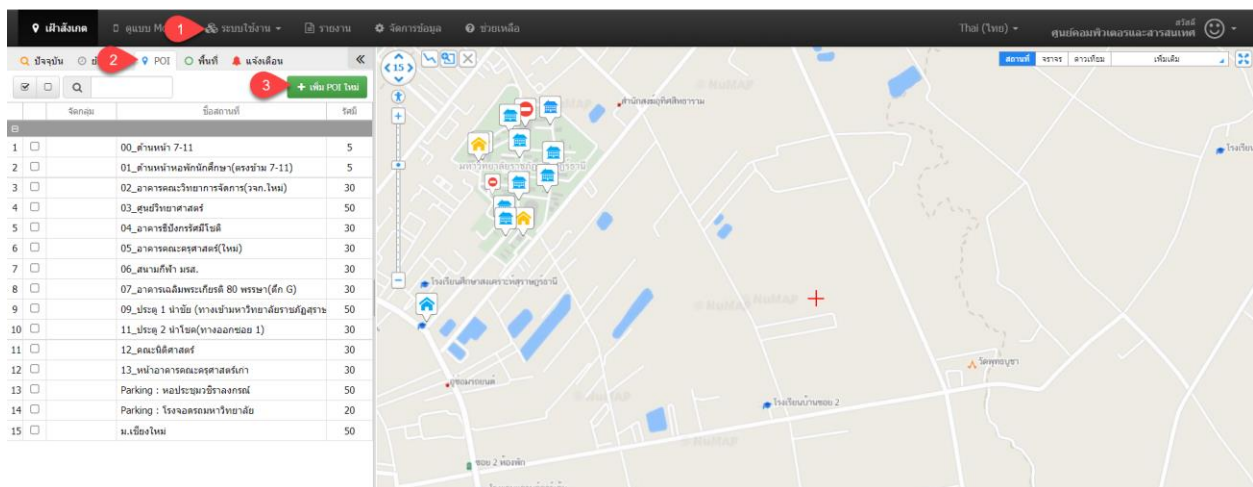 เฝ้าสังเกต ดูแบบ 1 ระบบใช้งาน รายงาน จัดการข้อมูล ช่วยเหลือ Thai (ไทย) สวัสดี
ศูนย์คอมพิวเตอร์และสารสนเทศ
ปัจจุบัน 2 POI พื้นที่ แจ้งเตือน
3 + เพิ่ม POI ใหม่
จัดกลุ่ม ชื่อสถานที่ รัศมี
1 00_ด้านหน้า 7-11 5
2 01_ด้านหน้าหอพักนักศึกษา(ตรงข้าม 7-11) 5
3 02_อาคารคณะวิทยาการจัดการ(วจก.ใหม่) 30
4 03_ศูนย์วิทยาศาสตร์ 50
5 04_อาคารธีปังกรรัศมีโชติ 30
6 05_อาคารคณะครุศาสตร์(ใหม่) 30
7 06_สนามกีฬา มรส. 30
8 07_อาคารเฉลิมพระเกียรติ 80 พรรษา(ตึก G) 30
9 09_ประตู 1 นำชัย (ทางเข้ามหาวิทยาลัยราชภัฏสุราษ 50
10 11_ประตู 2 นำโชค(ทางออกซอย 1) 30
11 12_คณะนิติศาสตร์ 30
12 13_หน้าอาคารคณะครุศาสตร์เก่า 30
13 Parking : หอประชุมวชิราลงกรณ์ 50
14 Parking : โรงจอดรถมหาวิทยาลัย 20
15 ม.เชียงใหม่ 50
15
สถานที่ จราจร ดาวเทียม เพิ่มเติม
โรงเรียนศึกษาสงเคราะห์สุราษฎร์ธานี
NuMAP
วัดพุทธบูชา
อู่ซ่อมรถยนต์
โรงเรียนบ้านซอย 2
© NuMAP
ซอย 2 ห้องพัก